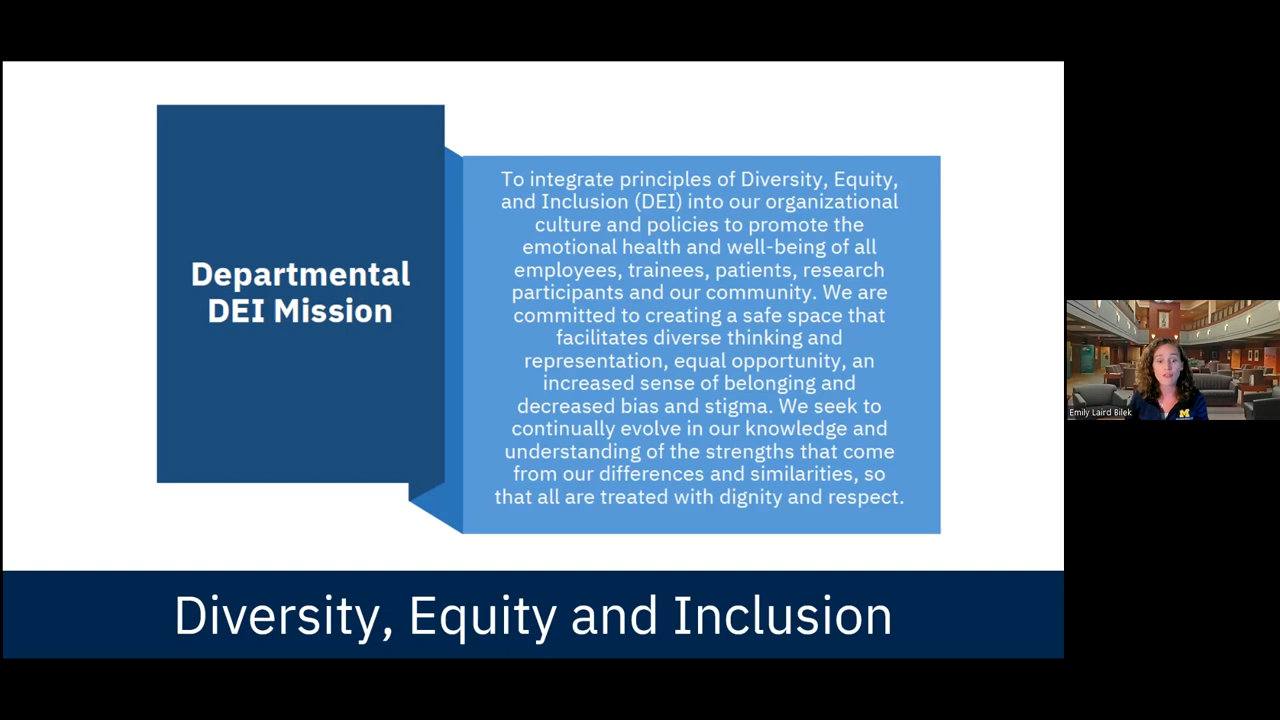 Departmental
DEI Mission
To integrate principles of Diversity, Equity,
and Inclusion (DEI) into our organizational
culture and policies to promote the
emotional health and well-being of all
employees, trainees, patients, research
participants and our community. We are
committed to creating a safe space that
facilitates diverse thinking and
representation, equal opportunity, an
increased sense of belonging and
decreased bias and stigma. We seek to
continually evolve in our knowledge and
understanding of the strengths that come
from our differences and similarities, so
that all are treated with dignity and respect.
Diversity, Equity and Inclusion
Emily Laird Bilek
M